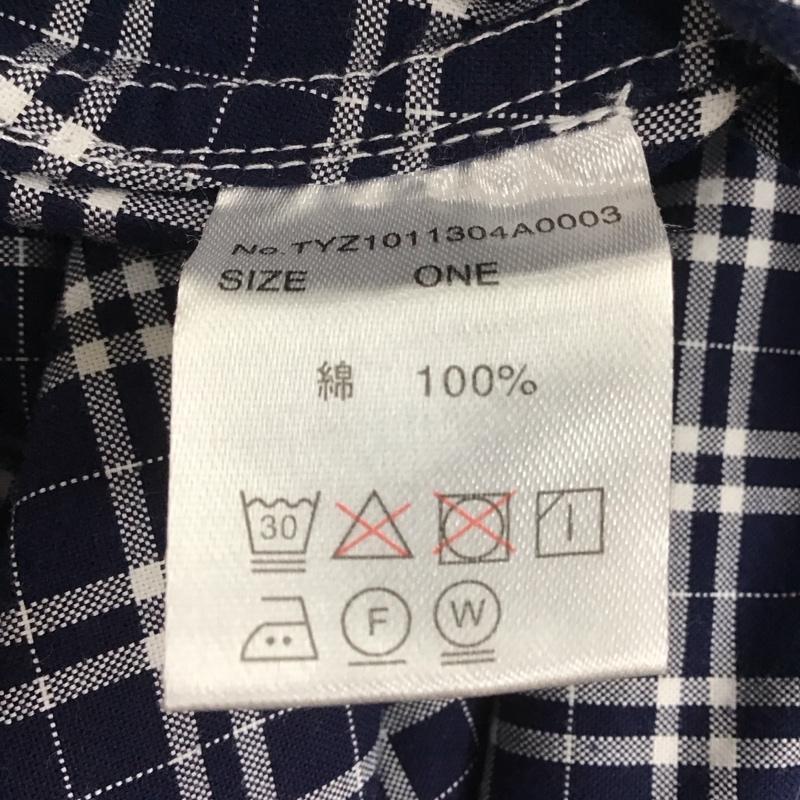 No.TYZ1011304A0003
SIZE ONE
綿 100%
30
F W